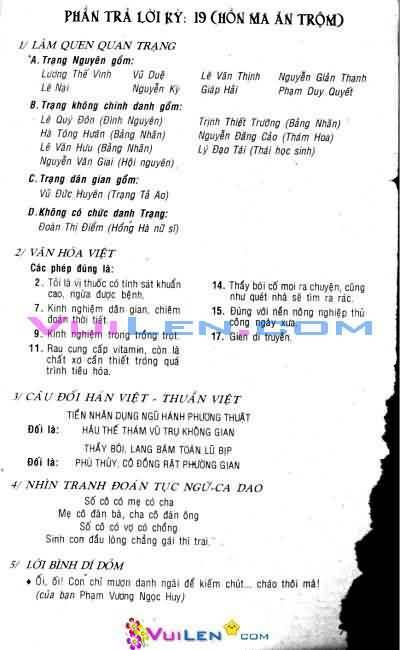 PHẦN TRẢ LỜI KỲ: 19 (HỒN MA ĂN TRỘM)
1/ LÀM QUEN QUAN TRẠNG
A. Trạng Nguyên gồm:
Lương Thế Vinh Vũ Duệ Lê Văn Thịnh Nguyễn Giản Thanh
Lê Nại Nguyễn Kỳ Giáp Hải Phạm Duy Quyết
B. Trạng không chính danh gồm:
Lê Quý Đôn (Đình Nguyên) Trịnh Thiết Trường (Bảng Nhãn)
Hà Tông Huân (Bảng Nhãn) Nguyễn Đăng Cảo (Thám Hoa)
Lê Văn Hưu (Bảng Nhãn) Lý Đạo Tái (Thái học sinh)
Nguyễn Văn Giai (Hội nguyên)
C. Trạng dân gian gồm:
Vũ Đức Huyên (Trạng Tả Ao)
D. Không có chức danh Trạng:
Đoàn Thị Điểm (Hồng Hà nữ sĩ)
2/ VĂN HÓA VIỆT
Các phép đúng là:
2. Tỏi là vị thuốc có tính sát khuẩn
cao, ngừa được bệnh.
7. Kinh nghiệm dân gian, chiêm
đoán thời tiết.
9. Kinh nghiệm trong trồng trọt.
11. Rau cung cấp vitamin, còn là
chất xơ cần thiết trong quá
trình tiêu hóa.
14. Thầy bói cố moi ra chuyện, cũng
như quét nhà sẽ tìm ra rác.
15. Đúng với nền nông nghiệp thủ
công ngày xưa.
17. Gien di truyền.
VUILEN.COM
3/ CÂU ĐỐI HÁN VIỆT - THUẦN VIỆT
TIỀN NHÂN DỤNG NGŨ HÀNH PHƯƠNG THUẬT
Đối là: HẬU THẾ THÁM VŨ TRỤ KHÔNG GIAN
THẦY BÓI, LANG BĂM TOÀN LŨ BỊP
Đối là: PHÙ THỦY, CÔ ĐỒNG RẶT PHƯỜNG GIAN
4/ NHÌN TRANH ĐOÁN TỤC NGỮ-CA DAO
Số cô có mẹ có cha
Mẹ cô đàn bà, cha cô đàn ông
Số cô có vợ có chồng
Sinh con đầu lòng chẳng gái thì trai.
5/ LỜI BÌNH DÍ DỎM
♦ Ối, ối! Con chỉ mượn danh ngài để kiếm chút... cháo thôi mà!
(của bạn Phạm Vương Ngọc Huy)
VUILEN.COM